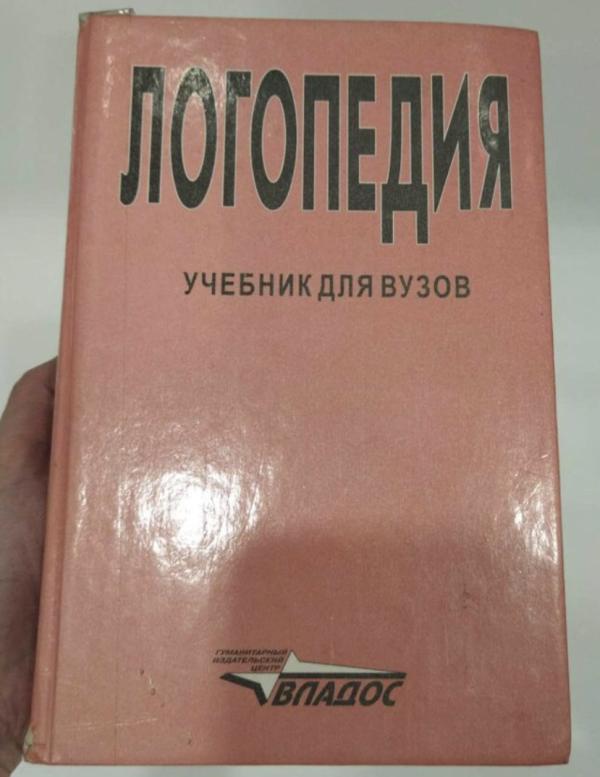 ЛОГОПЕДИЯ
УЧЕБНИК ДЛЯ ВУЗОВ
ГУМАНИТАРНЫЙ
ИЗДАТЕЛЬСКИЙ
ЦЕНТР
ВЛАДОС